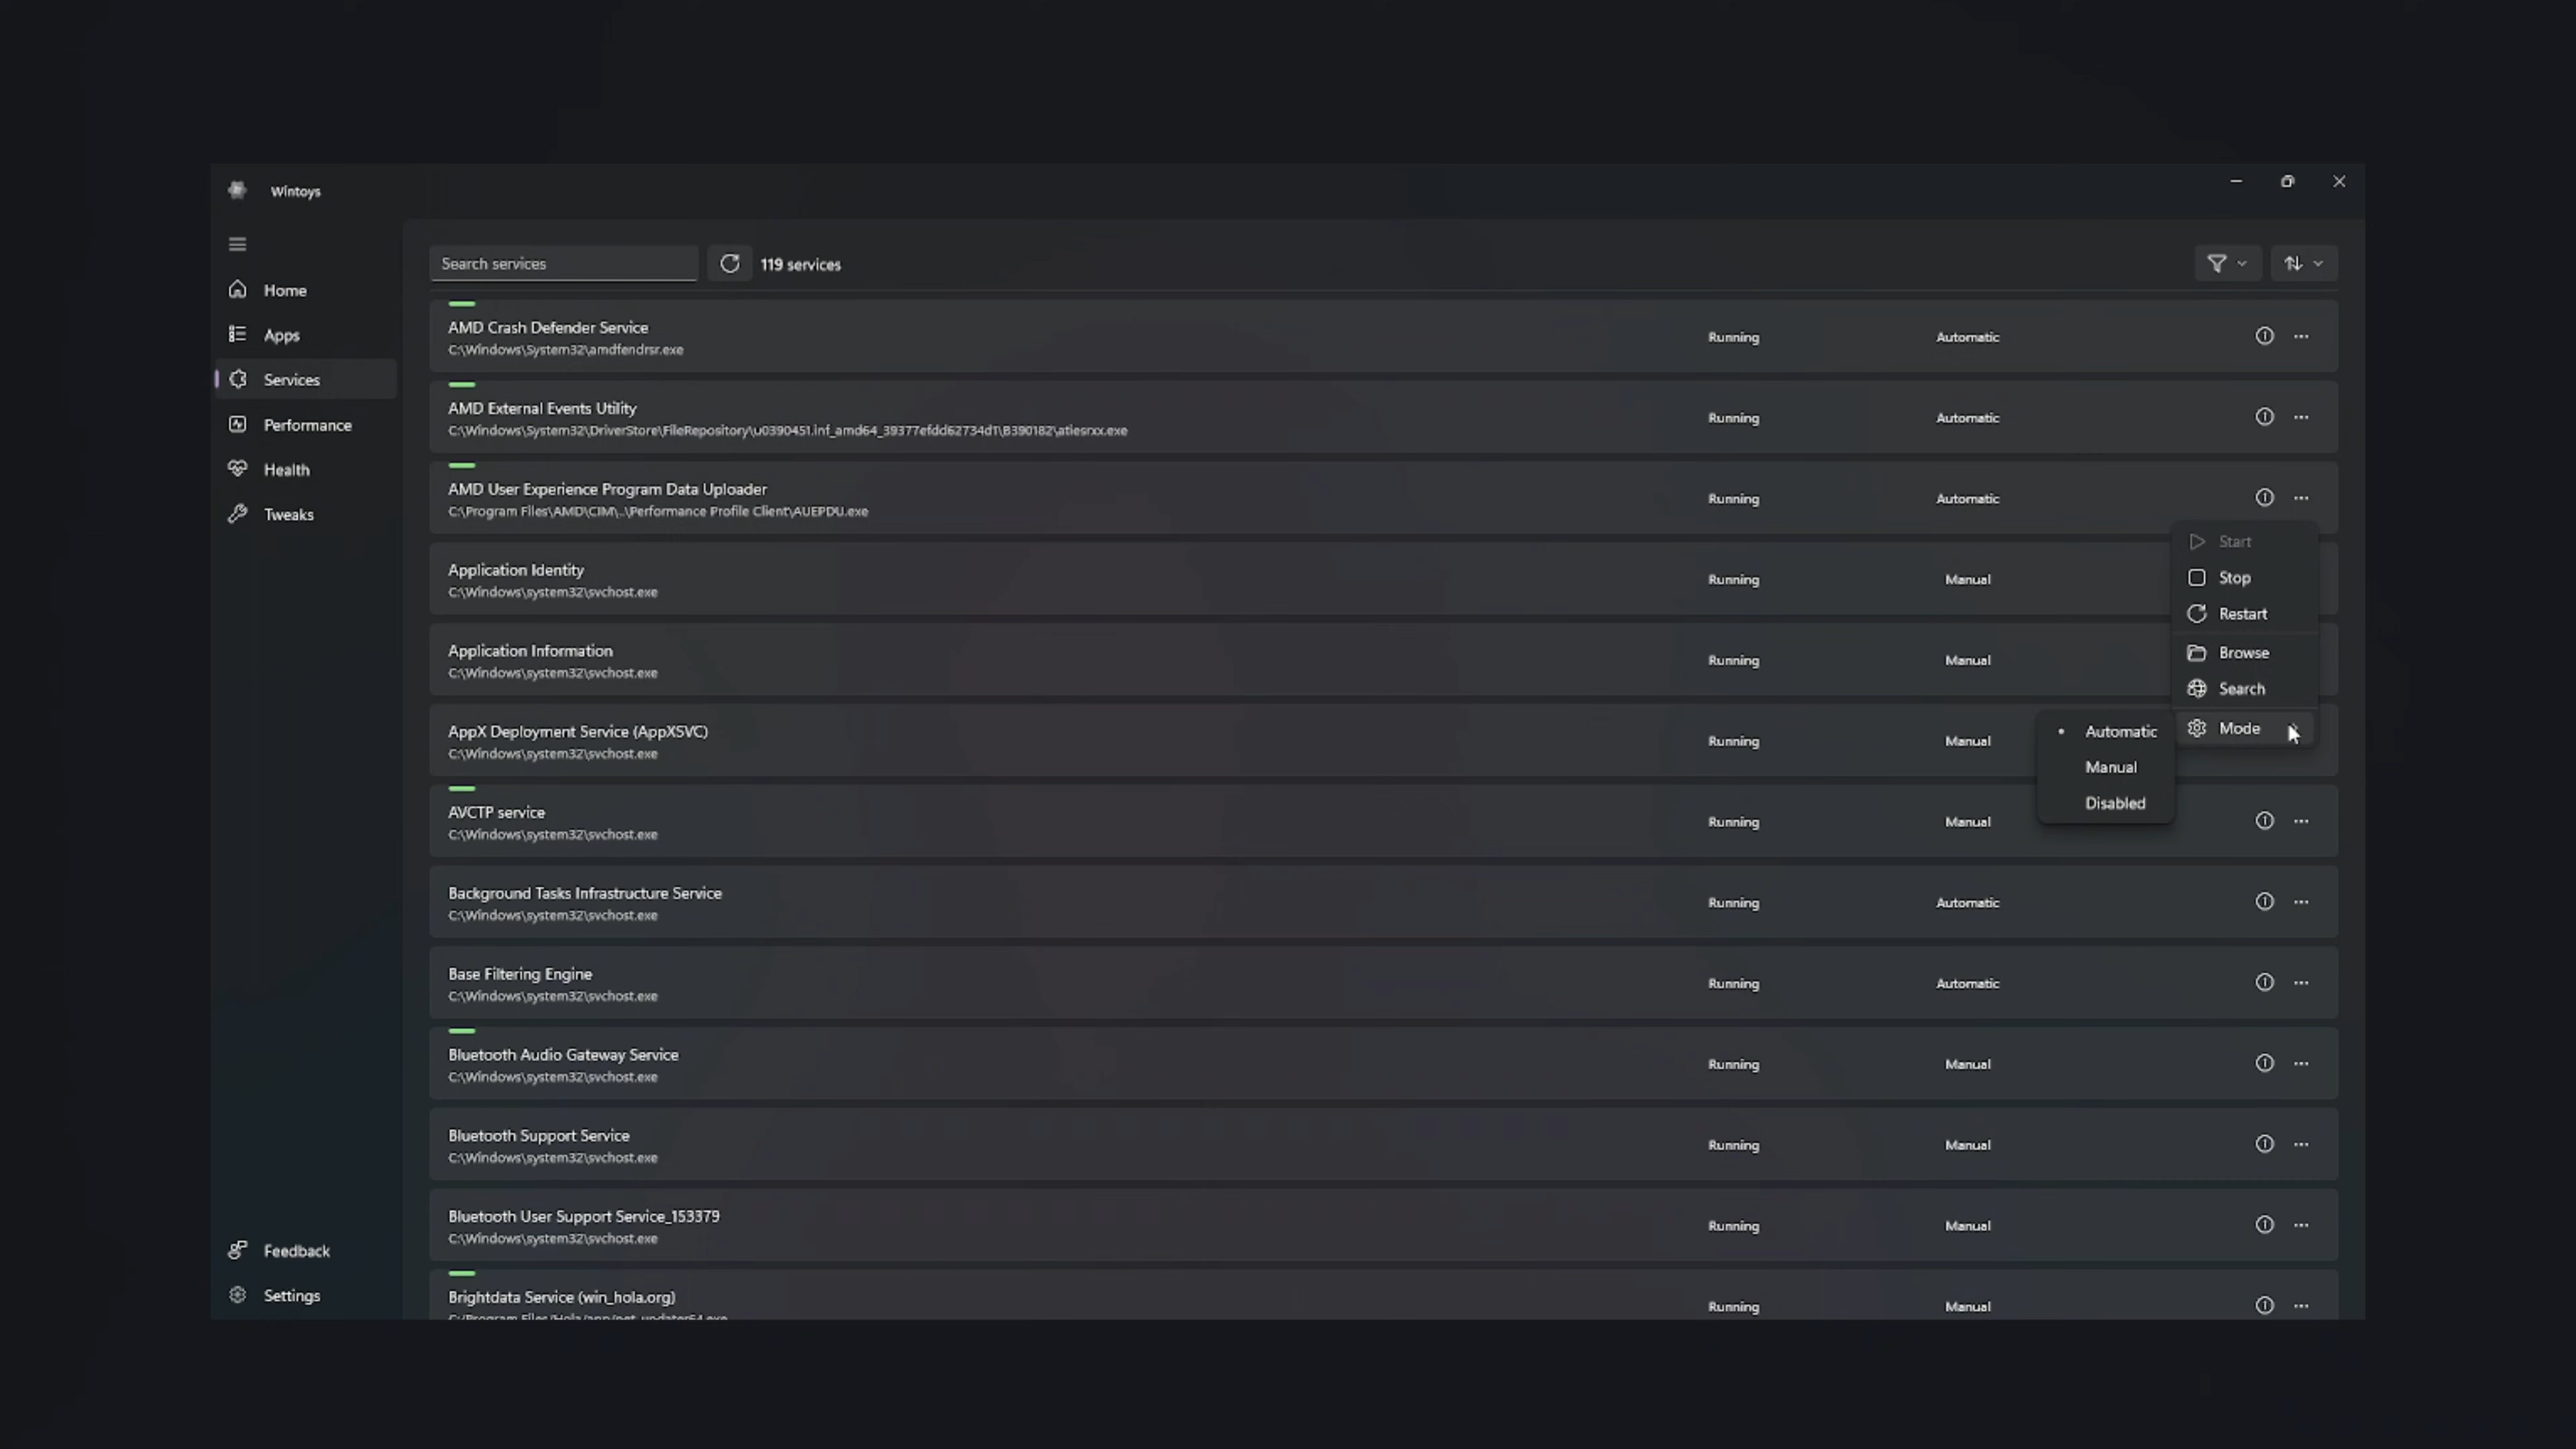 Wintoys
Search services
119 services
Home
Apps
Services
Performance
Health
Tweaks
Feedback
Settings
AMD Crash Defender Service
C:\Windows\System32\amdfendrsr.exe
Running
Automatic
AMD External Events Utility
C:\Windows\System32\DriverStore\FileRepository\u0390451.inf_amd64_39377efdd62734d1\B390182\atiesrxx.exe
Running
Automatic
AMD User Experience Program Data Uploader
C:\Program Files\AMD\CIM\..\Performance Profile Client\AUEPDU.exe
Running
Automatic
Application Identity
C:\Windows\system32\svchost.exe
Running
Manual
Application Information
C:\Windows\system32\svchost.exe
Running
Manual
AppX Deployment Service (AppXSVC)
C:\Windows\system32\svchost.exe
Running
Manual
Start
Stop
Restart
Browse
Search
Mode
Automatic
Manual
Disabled
AVCTP service
C:\Windows\system32\svchost.exe
Running
Manual
Background Tasks Infrastructure Service
C:\Windows\system32\svchost.exe
Running
Automatic
Base Filtering Engine
C:\Windows\system32\svchost.exe
Running
Automatic
Bluetooth Audio Gateway Service
C:\Windows\system32\svchost.exe
Running
Manual
Bluetooth Support Service
C:\Windows\system32\svchost.exe
Running
Manual
Bluetooth User Support Service_153379
C:\Windows\system32\svchost.exe
Running
Manual
Brightdata Service (win_hola.org)
C:/Program Files/Hola/app/net_updater64.exe
Running
Manual